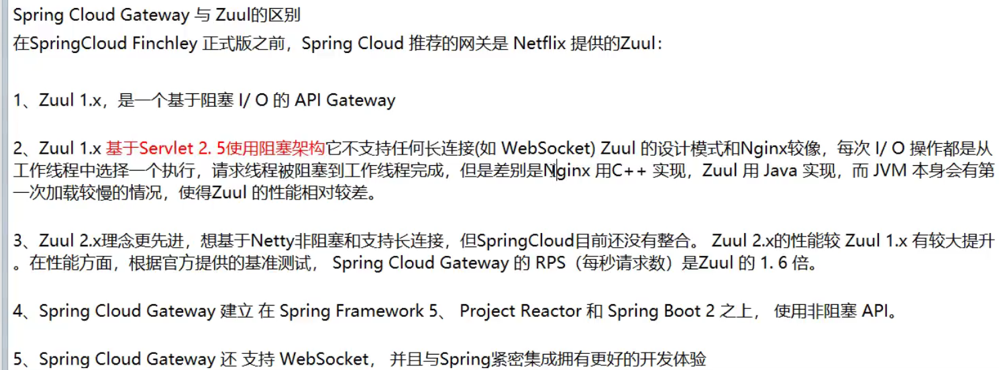 Spring Cloud Gateway 与 Zuul的区别
在SpringCloud Finchley 正式版之前，Spring Cloud 推荐的网关是 Netflix 提供的Zuul：
1、Zuul 1.x，是一个基于阻塞 I/ O 的 API Gateway
2、Zuul 1.x 基于Servlet 2. 5使用阻塞架构它不支持任何长连接(如 WebSocket) Zuul 的设计模式和Nginx较像，每次 I/ O 操作都是从
工作线程中选择一个执行，请求线程被阻塞到工作线程完成，但是差别是Nginx 用C++ 实现，Zuul 用 Java 实现，而 JVM 本身会有第
一次加载较慢的情况，使得Zuul 的性能相对较差。
3、Zuul 2.x理念更先进，想基于Netty非阻塞和支持长连接，但SpringCloud目前还没有整合。 Zuul 2.x的性能较 Zuul 1.x 有较大提升
。在性能方面，根据官方提供的基准测试， Spring Cloud Gateway 的 RPS（每秒请求数）是Zuul 的 1. 6 倍。
4、Spring Cloud Gateway 建立 在 Spring Framework 5、 Project Reactor 和 Spring Boot 2 之上， 使用非阻塞 API。
5、Spring Cloud Gateway 还 支持 WebSocket， 并且与Spring紧密集成拥有更好的开发体验